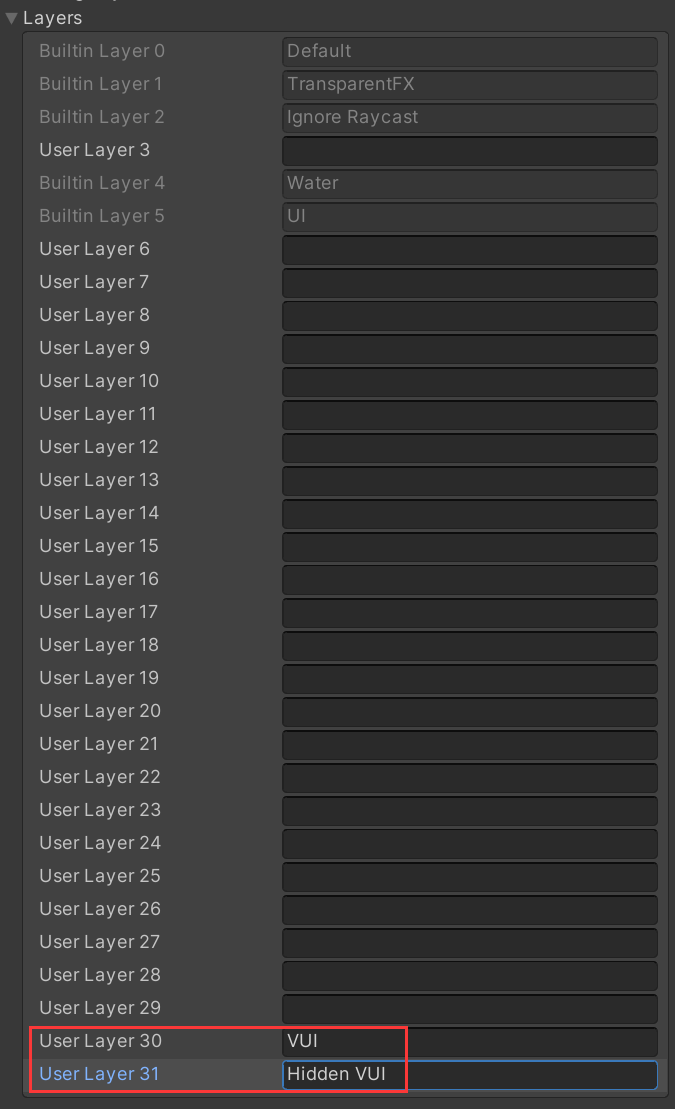 Layers
Builtin Layer 0 Default
Builtin Layer 1 TransparentFX
Builtin Layer 2 Ignore Raycast
User Layer 3
Builtin Layer 4 Water
Builtin Layer 5 UI
User Layer 6
User Layer 7
User Layer 8
User Layer 9
User Layer 10
User Layer 11
User Layer 12
User Layer 13
User Layer 14
User Layer 15
User Layer 16
User Layer 17
User Layer 18
User Layer 19
User Layer 20
User Layer 21
User Layer 22
User Layer 23
User Layer 24
User Layer 25
User Layer 26
User Layer 27
User Layer 28
User Layer 29
User Layer 30 VUI
User Layer 31 Hidden VUI